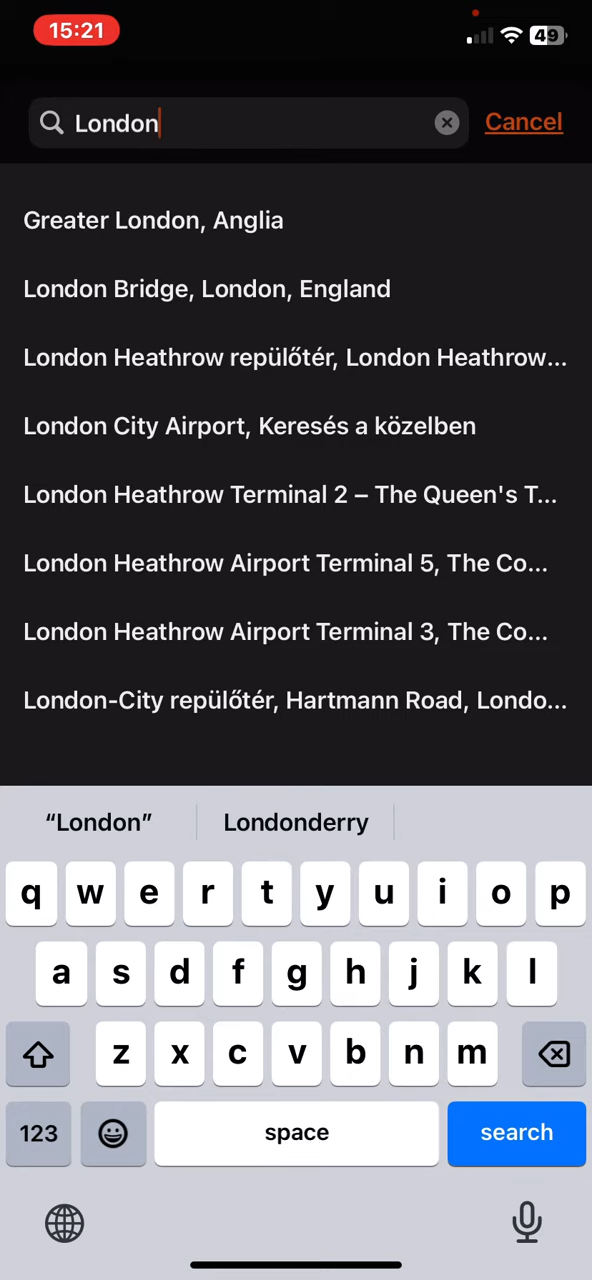 15:21
49
London
Cancel
Greater London, Anglia
London Bridge, London, England
London Heathrow repülőtér, London Heathrow...
London City Airport, Keresés a közelben
London Heathrow Terminal 2 – The Queen's T...
London Heathrow Airport Terminal 5, The Co...
London Heathrow Airport Terminal 3, The Co...
London-City repülőtér, Hartmann Road, Londo...
“London”
Londonderry
q w e r t y u i o p
a s d f g h j k l
z x c v b n m
123
space
search